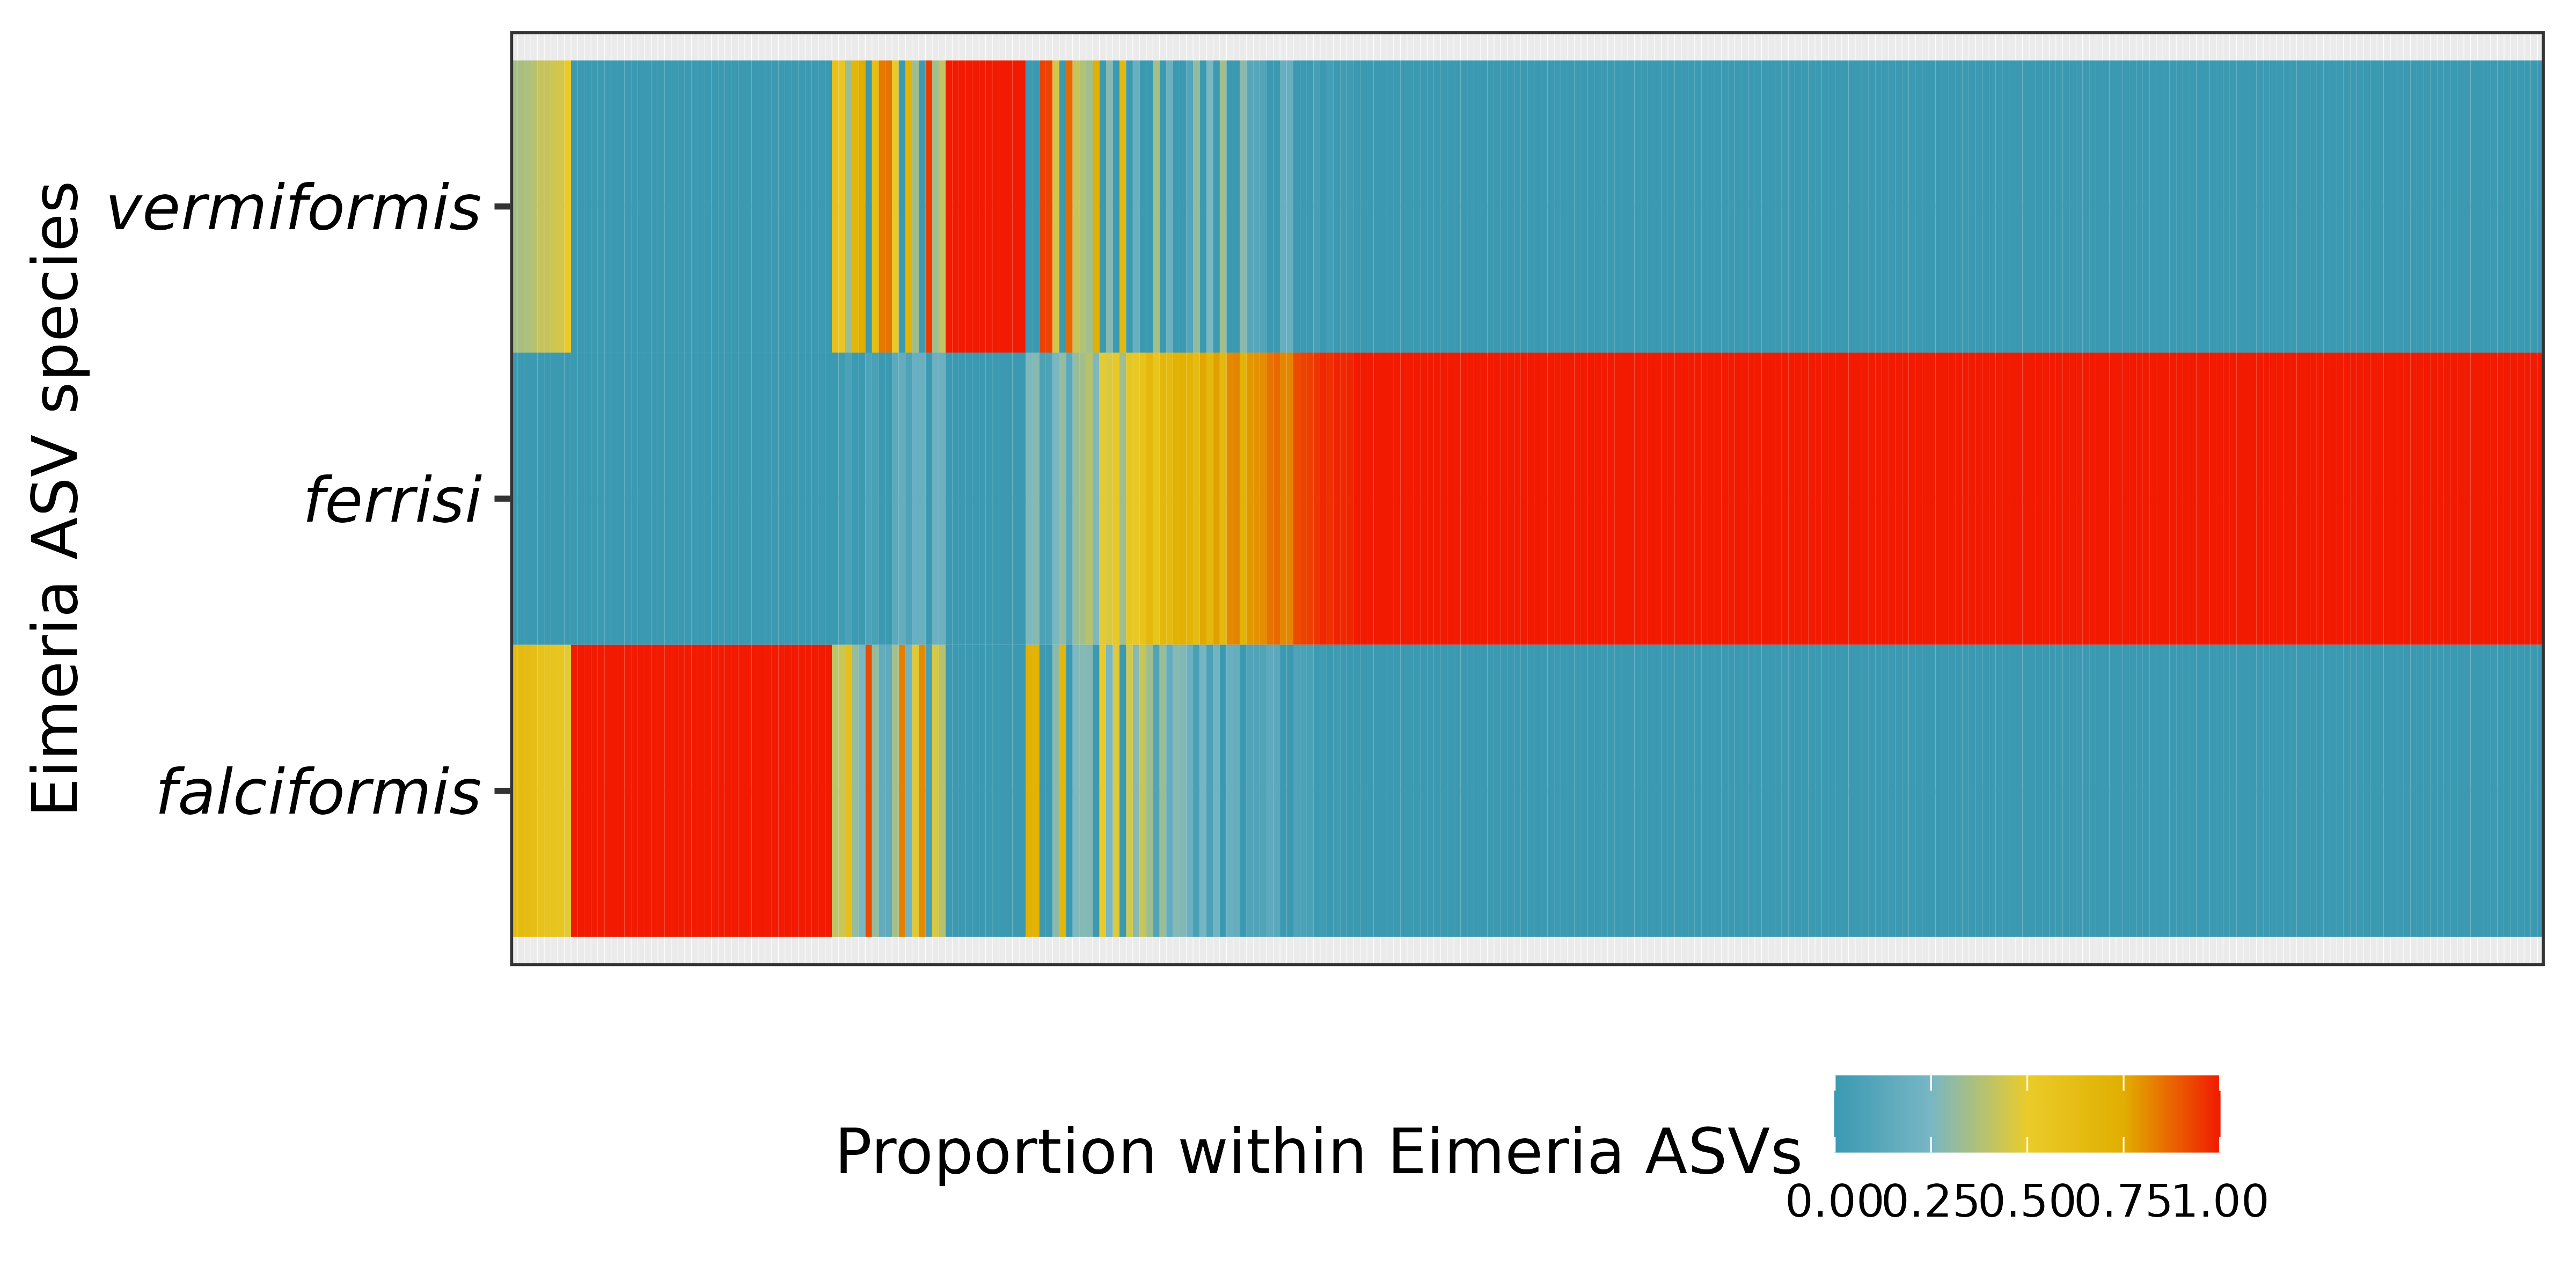 Eimeria ASV species
vermiformis
ferrisi
falciformis
Proportion within Eimeria ASVs
0.000.250.500.751.00